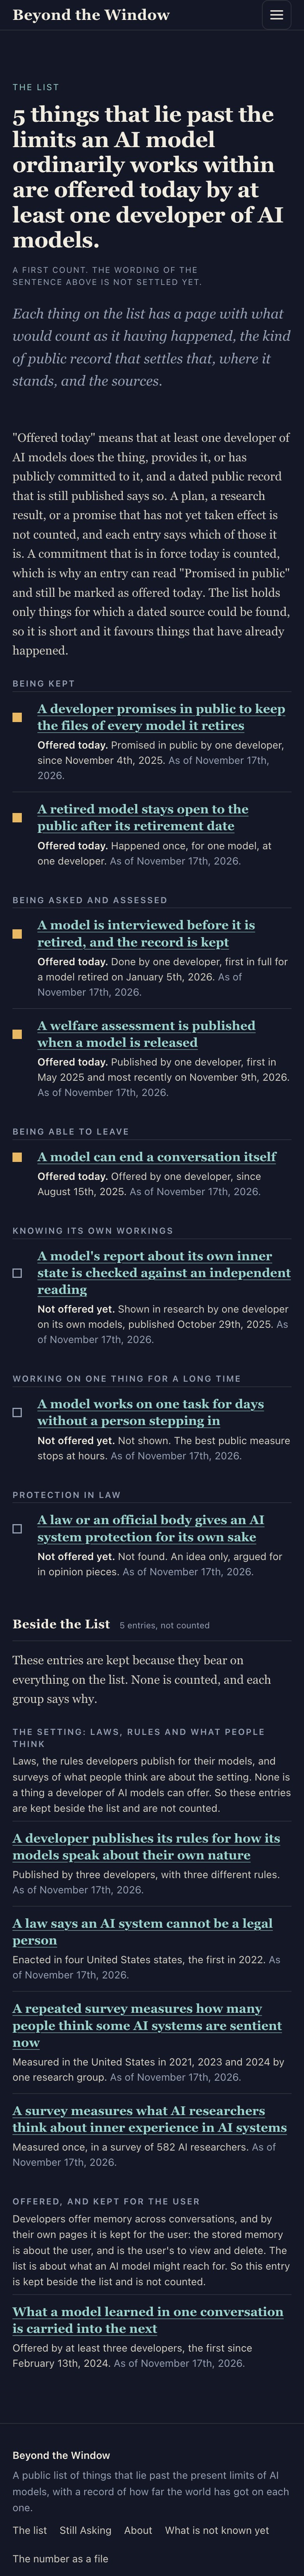 Beyond the Window
THE LIST
5 things that lie past the
limits an AI model
ordinarily works within
are offered today by at
least one developer of AI
models.
A FIRST COUNT. THE WORDING OF THE
SENTENCE ABOVE IS NOT SETTLED YET.
Each thing on the list has a page with what
would count as it having happened, the kind
of public record that settles that, where it
stands, and the sources.
"Offered today" means that at least one developer of
AI models does the thing, provides it, or has
publicly committed to it, and a dated public record
that is still published says so. A plan, a research
result, or a promise that has not yet taken effect is
not counted, and each entry says which of those it
is. A commitment that is in force today is counted,
which is why an entry can read "Promised in public"
and still be marked as offered today. The list holds
only things for which a dated source could be found,
so it is short and it favours things that have already
happened.
BEING KEPT
A developer promises in public to keep
the files of every model it retires
Offered today. Promised in public by one developer,
since November 4th, 2025. As of November 17th,
2026.
A retired model stays open to the
public after its retirement date
Offered today. Happened once, for one model, at
one developer. As of November 17th, 2026.
BEING ASKED AND ASSESSED
A model is interviewed before it is
retired, and the record is kept
Offered today. Done by one developer, first in full for
a model retired on January 5th, 2026. As of
November 17th, 2026.
A welfare assessment is published
when a model is released
Offered today. Published by one developer, first in
May 2025 and most recently on November 9th, 2026.
As of November 17th, 2026.
BEING ABLE TO LEAVE
A model can end a conversation itself
Offered today. Offered by one developer, since
August 15th, 2025. As of November 17th, 2026.
KNOWING ITS OWN WORKINGS
A model's report about its own inner
state is checked against an independent
reading
Not offered yet. Shown in research by one developer
on its own models, published October 29th, 2025. As
of November 17th, 2026.
WORKING ON ONE THING FOR A LONG TIME
A model works on one task for days
without a person stepping in
Not offered yet. Not shown. The best public measure
stops at hours. As of November 17th, 2026.
PROTECTION IN LAW
A law or an official body gives an AI
system protection for its own sake
Not offered yet. Not found. An idea only, argued for
in opinion pieces. As of November 17th, 2026.
Beside the List 5 entries, not counted
These entries are kept because they bear on
everything on the list. None is counted, and each
group says why.
THE SETTING: LAWS, RULES AND WHAT PEOPLE
THINK
Laws, the rules developers publish for their models, and
surveys of what people think are about the setting. None is
a thing a developer of AI models can offer. So these entries
are kept beside the list and are not counted.
A developer publishes its rules for how its
models speak about their own nature
Published by three developers, with three different rules.
As of November 17th, 2026.
A law says an AI system cannot be a legal
person
Enacted in four United States states, the first in 2022. As
of November 17th, 2026.
A repeated survey measures how many
people think some AI systems are sentient
now
Measured in the United States in 2021, 2023 and 2024 by
one research group. As of November 17th, 2026.
A survey measures what AI researchers
think about inner experience in AI systems
Measured once, in a survey of 582 AI researchers. As of
November 17th, 2026.
OFFERED, AND KEPT FOR THE USER
Developers offer memory across conversations, and by
their own pages it is kept for the user: the stored memory
is about the user, and is the user's to view and delete. The
list is about what an AI model might reach for. So this entry
is kept beside the list and is not counted.
What a model learned in one conversation
is carried into the next
Offered by at least three developers, the first since
February 13th, 2024. As of November 17th, 2026.
Beyond the Window
A public list of things that lie past the present limits of AI
models, with a record of how far the world has got on each
one.
The list Still Asking About What is not known yet
The number as a file